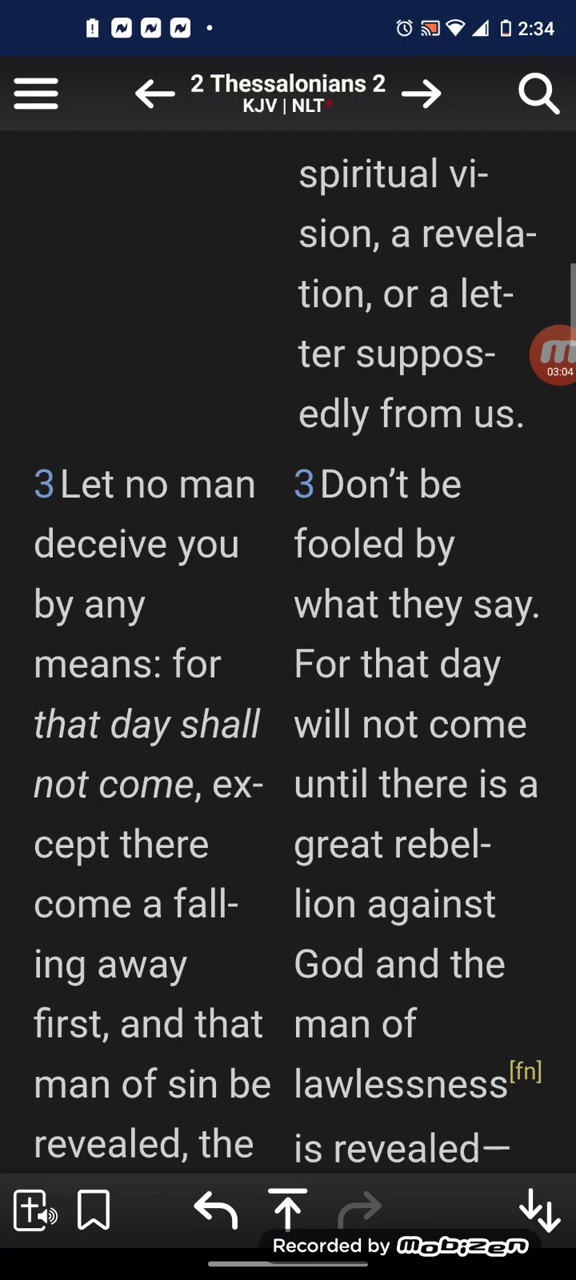 2:34
2 Thessalonians 2
KJV | NLT*
spiritual vi-
sion, a revela-
tion, or a let-
ter suppos-
edly from us.
3 Let no man
deceive you
by any
means: for
that day shall
not come, ex-
cept there
come a fall-
ing away
first, and that
man of sin be
revealed, the
3 Don’t be
fooled by
what they say.
For that day
will not come
until there is a
great rebel-
lion against
God and the
man of
lawlessness[fn]
is revealed—
m
03:04
Recorded by mobizen